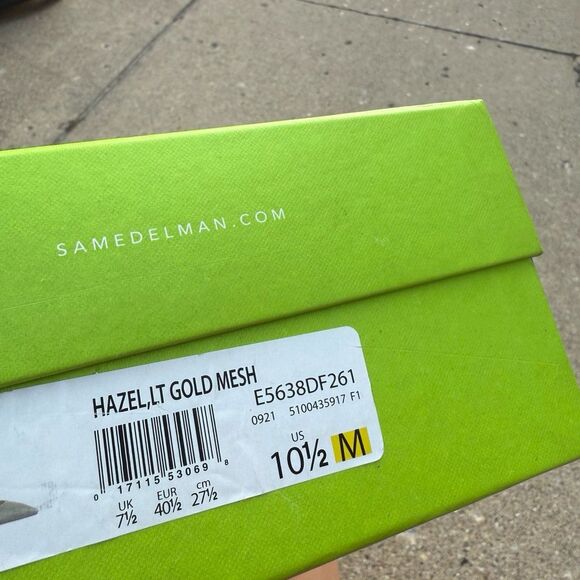 SAMEDELMAN.COM
HAZEL,LT GOLD MESH
E5638DF261
0921 5100435917 F1
0 17115 53069 8
US
10½ M
UK EUR cm
7½ 40½ 27½